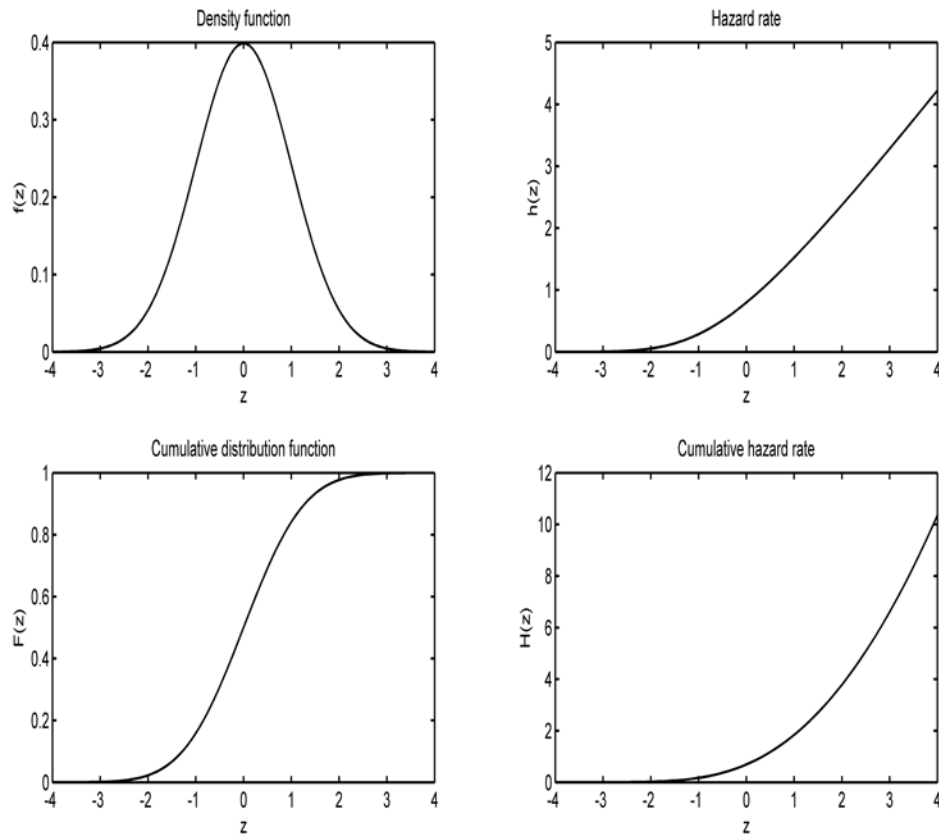 Density function
0.4
0.3
0.2
0.1
0
f(z)
-4 -3 -2 -1 0 1 2 3 4
z
Hazard rate
5
4
3
2
1
0
h(z)
-4 -3 -2 -1 0 1 2 3 4
z
Cumulative distribution function
1
0.8
0.6
0.4
0.2
0
F(z)
-4 -3 -2 -1 0 1 2 3 4
z
Cumulative hazard rate
12
10
8
6
4
2
0
H(z)
-4 -3 -2 -1 0 1 2 3 4
z